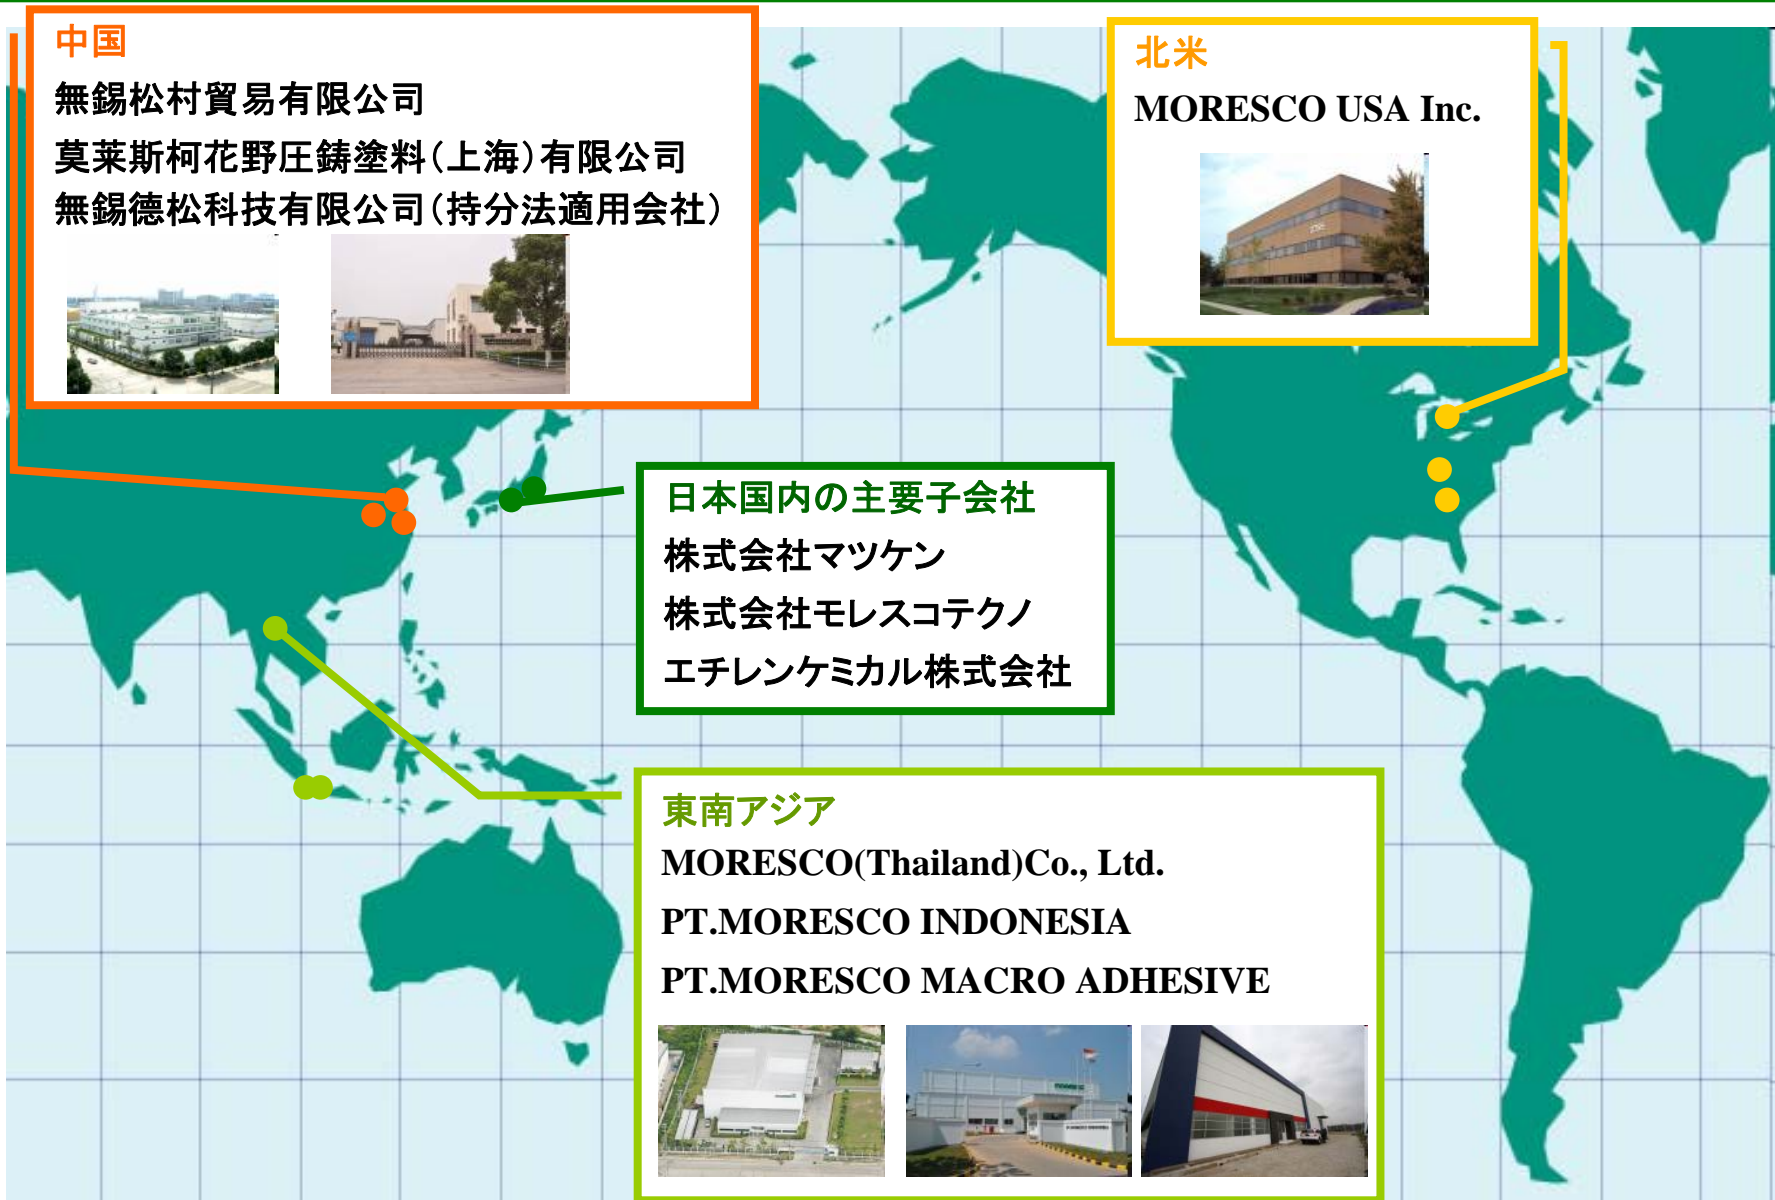 中国
無錫松村貿易有限公司
莫莱斯柯花野圧鋳塗料(上海)有限公司
無錫德松科技有限公司(持分法適用会社)
北米
MORESCO USA Inc.
日本国内の主要子会社
株式会社マツケン
株式会社モレスコテクノ
エチレンケミカル株式会社
東南アジア
MORESCO(Thailand)Co., Ltd.
PT.MORESCO INDONESIA
PT.MORESCO MACRO ADHESIVE